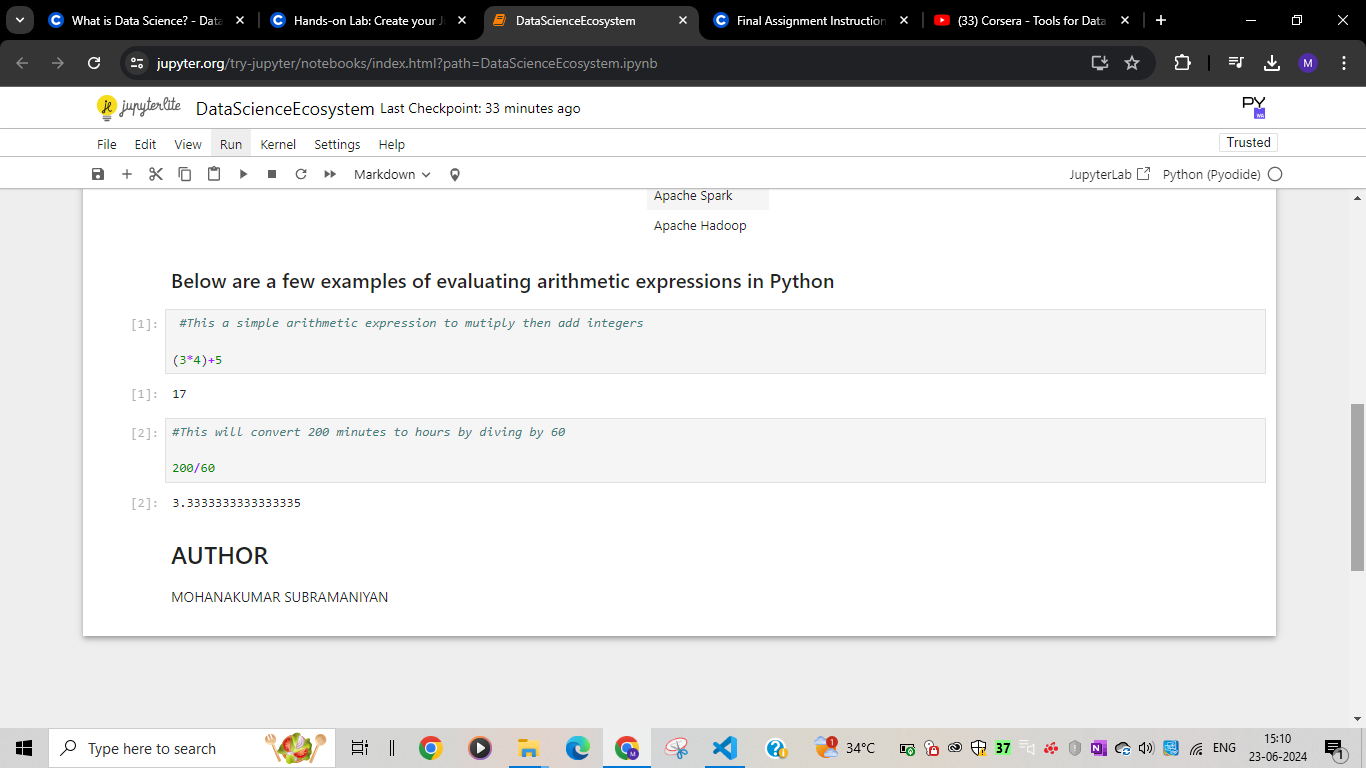 What is Data Science? - Data
Hands-on Lab: Create your J
DataScienceEcosystem
Final Assignment Instruction
(33) Corsera - Tools for Data
jupyter.org/try-jupyter/notebooks/index.html?path=DataScienceEcosystem.ipynb
M
jupyterlite
DataScienceEcosystem Last Checkpoint: 33 minutes ago
PY
File Edit View Run Kernel Settings Help
Trusted
Markdown
JupyterLab
Python (Pyodide)
Apache Spark
Apache Hadoop
Below are a few examples of evaluating arithmetic expressions in Python
[1]: #This a simple arithmetic expression to mutiply then add integers
(3*4)+5
[1]: 17
[2]: #This will convert 200 minutes to hours by diving by 60
200/60
[2]: 3.3333333333333335
AUTHOR
MOHANAKUMAR SUBRAMANIYAN
Type here to search
34°C
37
ENG
15:10
23-06-2024
1